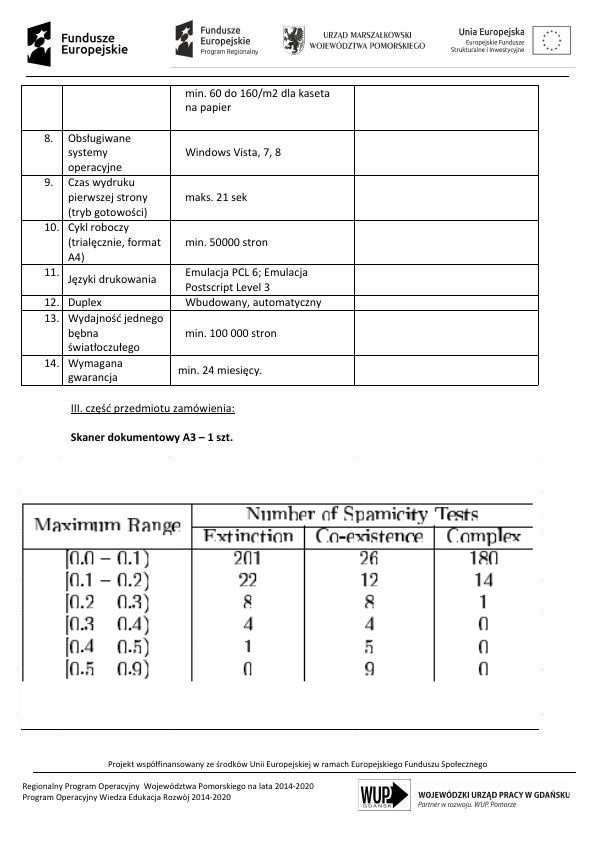 Fundusze
Europejskie
Fundusze
Europejskie
Program Regionalny
URZĄD MARSZAŁKOWSKI
WOJEWÓDZTWA POMORSKIEGO
Unia Europejska
Europejskie Fundusze
Strukturalne i Inwestycyjne
min. 60 do 160/m2 dla kaseta
na papier
8. Obsługiwane
systemy
operacyjne
Windows Vista, 7, 8
9. Czas wydruku
pierwszej strony
(tryb gotowości)
maks. 21 sek
10. Cykl roboczy
(trialęcznie, format
A4)
min. 50000 stron
11. Języki drukowania
Emulacja PCL 6; Emulacja
Postscript Level 3
12. Duplex Wbudowany, automatyczny
13. Wydajność jednego
bębna
światłoczułego
min. 100 000 stron
14. Wymagana
gwarancja
min. 24 miesięcy.
III. część przedmiotu zamówienia:
Skaner dokumentowy A3 – 1 szt.
Maximum Range Number of Spamicity Tests
Extinction Co-existence Complex
[0.0 – 0.1) 201 26 180
[0.1 – 0.2) 22 12 14
[0.2 0.3) 8 8 1
[0.3 0.4) 4 4 0
[0.4 0.5) 1 5 0
[0.5 0.9) 0 9 0
Projekt współfinansowany ze środków Unii Europejskiej w ramach Europejskiego Funduszu Społecznego
Regionalny Program Operacyjny Województwa Pomorskiego na lata 2014-2020
Program Operacyjny Wiedza Edukacja Rozwój 2014-2020
WUP
GDAŃSK
WOJEWÓDZKI URZĄD PRACY W GDAŃSKU
Partner w rozwoju. WUP. Pomorze